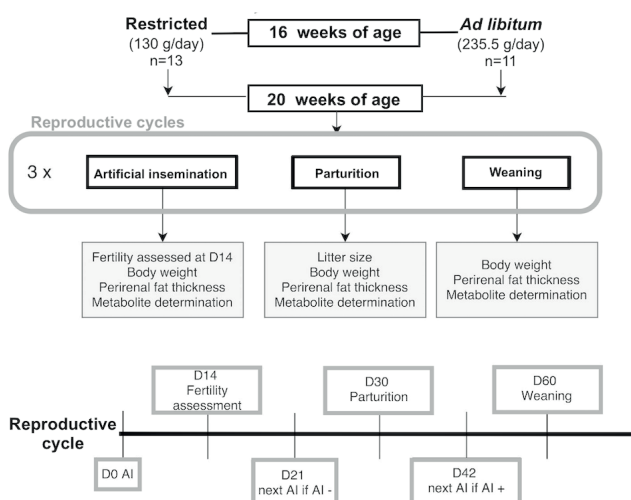 Restricted
(130 g/day)
n=13
16 weeks of age
Ad libitum
(235.5 g/day)
n=11
20 weeks of age
Reproductive cycles
3 x
Artificial insemination
Parturition
Weaning
Fertility assessed at D14
Body weight
Perirenal fat thickness
Metabolite determination
Litter size
Body weight
Perirenal fat thickness
Metabolite determination
Body weight
Perirenal fat thickness
Metabolite determination
D14
Fertility
assessment
D30
Parturition
D60
Weaning
Reproductive
cycle
D0 AI
D21
next AI if AI -
D42
next AI if AI +